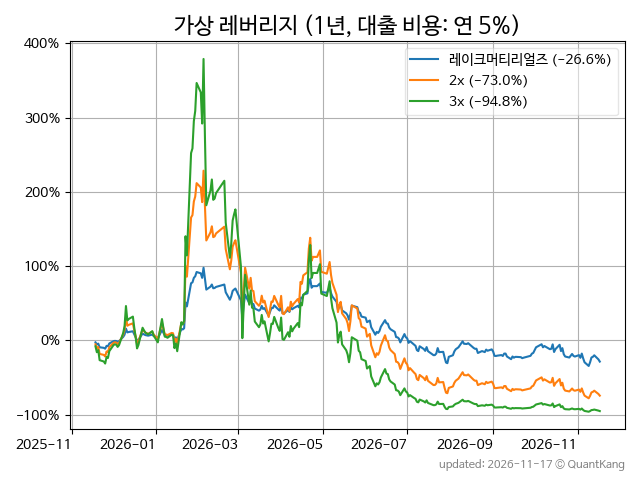 가상 레버리지 (1년, 대출 비용: 연 5%)
레이크머티리얼즈 (-26.6%)
2x (-73.0%)
3x (-94.8%)
400%
300%
200%
100%
0%
-100%
2025-11 2026-01 2026-03 2026-05 2026-07 2026-09 2026-11
updated: 2026-11-17 © QuantKang